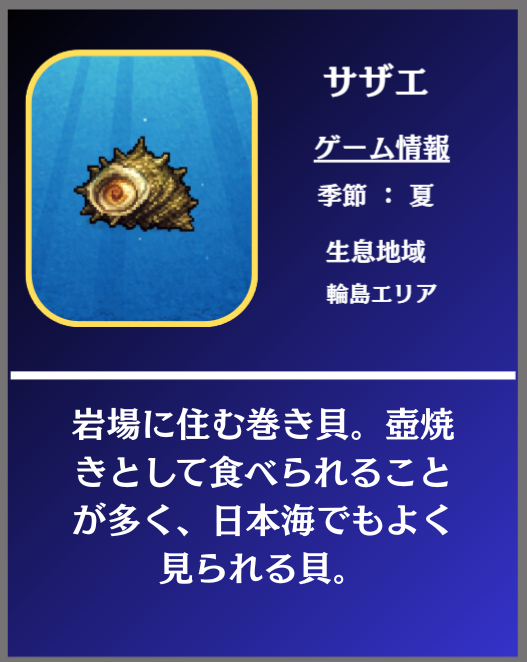 サザエ
ゲーム情報
季節 : 夏
生息地域
輪島エリア
岩場に住む巻き貝。壺焼
きとして食べられること
が多く、日本海でもよく
見られる貝。